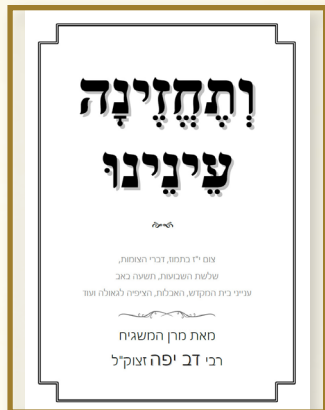 וְתֶחֱזֶינָה
עֵינֵינוּ
צום י"ז בתמוז, דברי הצומות,
שלשת השבועות, תשעה באב
ענייני בית המקדש, האבלות, הציפיה לגאולה ועוד
מאת מרן המשגיח
רבי דב יפה זצוק"ל